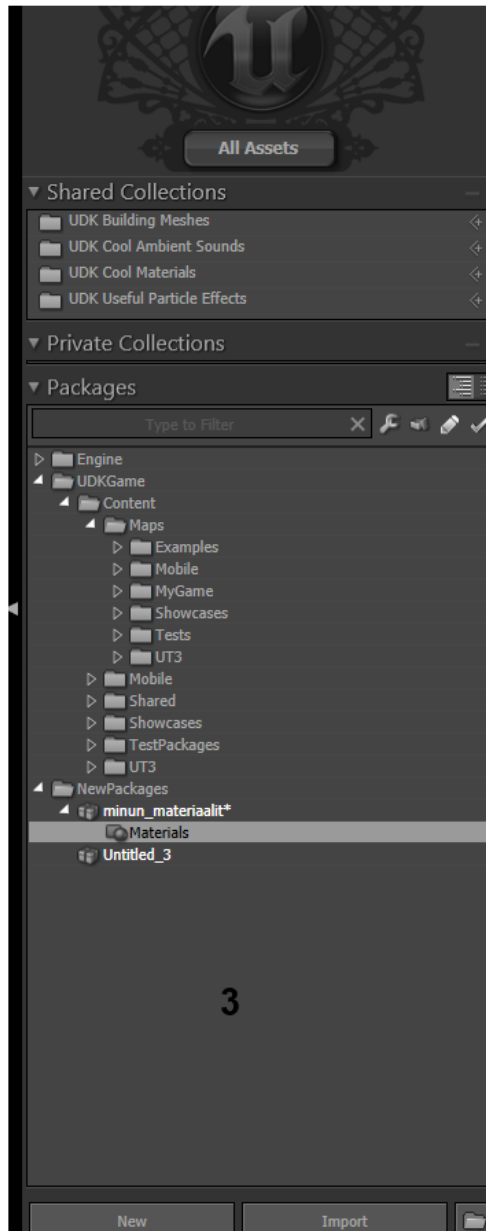 All Assets
Shared Collections
UDK Building Meshes
UDK Cool Ambient Sounds
UDK Cool Materials
UDK Useful Particle Effects
Private Collections
Packages
Type to Filter
Engine
UDKGame
Content
Maps
Examples
Mobile
MyGame
Showcases
Tests
UT3
Mobile
Shared
Showcases
TestPackages
UT3
NewPackages
minun_materiaalit*
Materials
Untitled_3
3
New Import